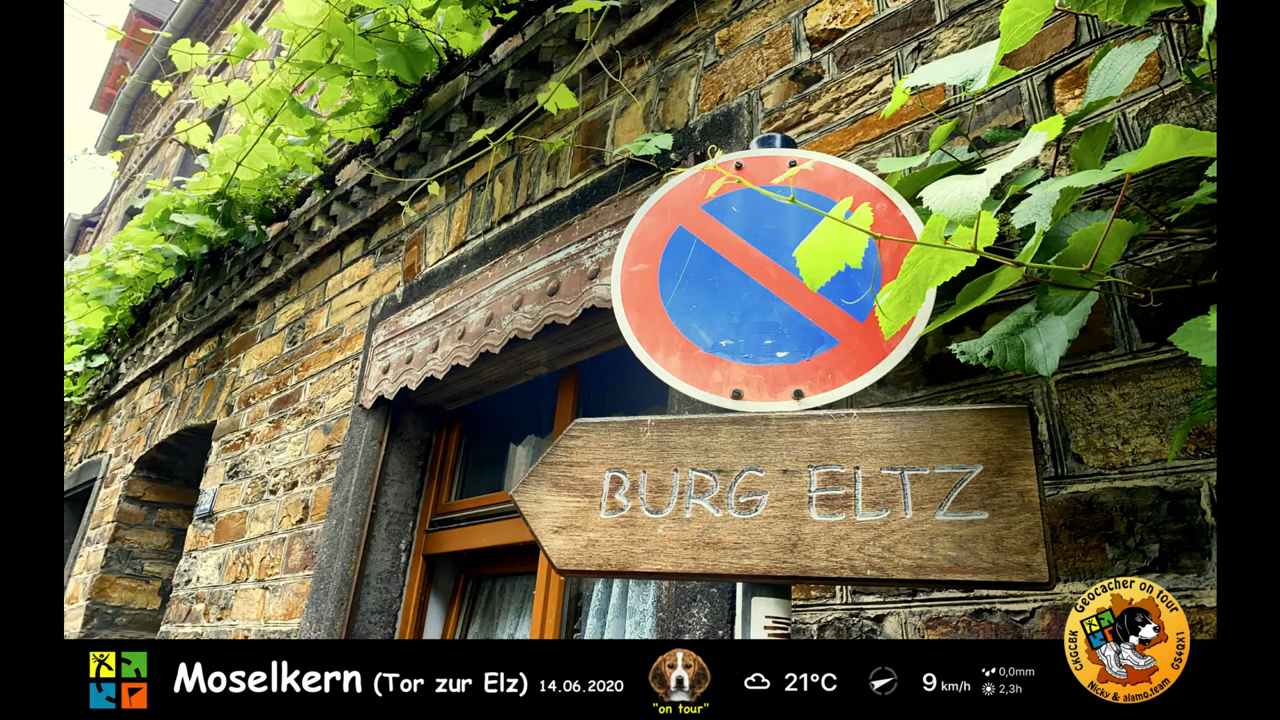 BURG ELTZ
Geocacher on tour
CKGCBK
GS4QX1
Nicky & alamo.team
Moselkern (Tor zur Elz) 14.06.2020
"on tour"
21°C
9 km/h
0,0mm
2,3h